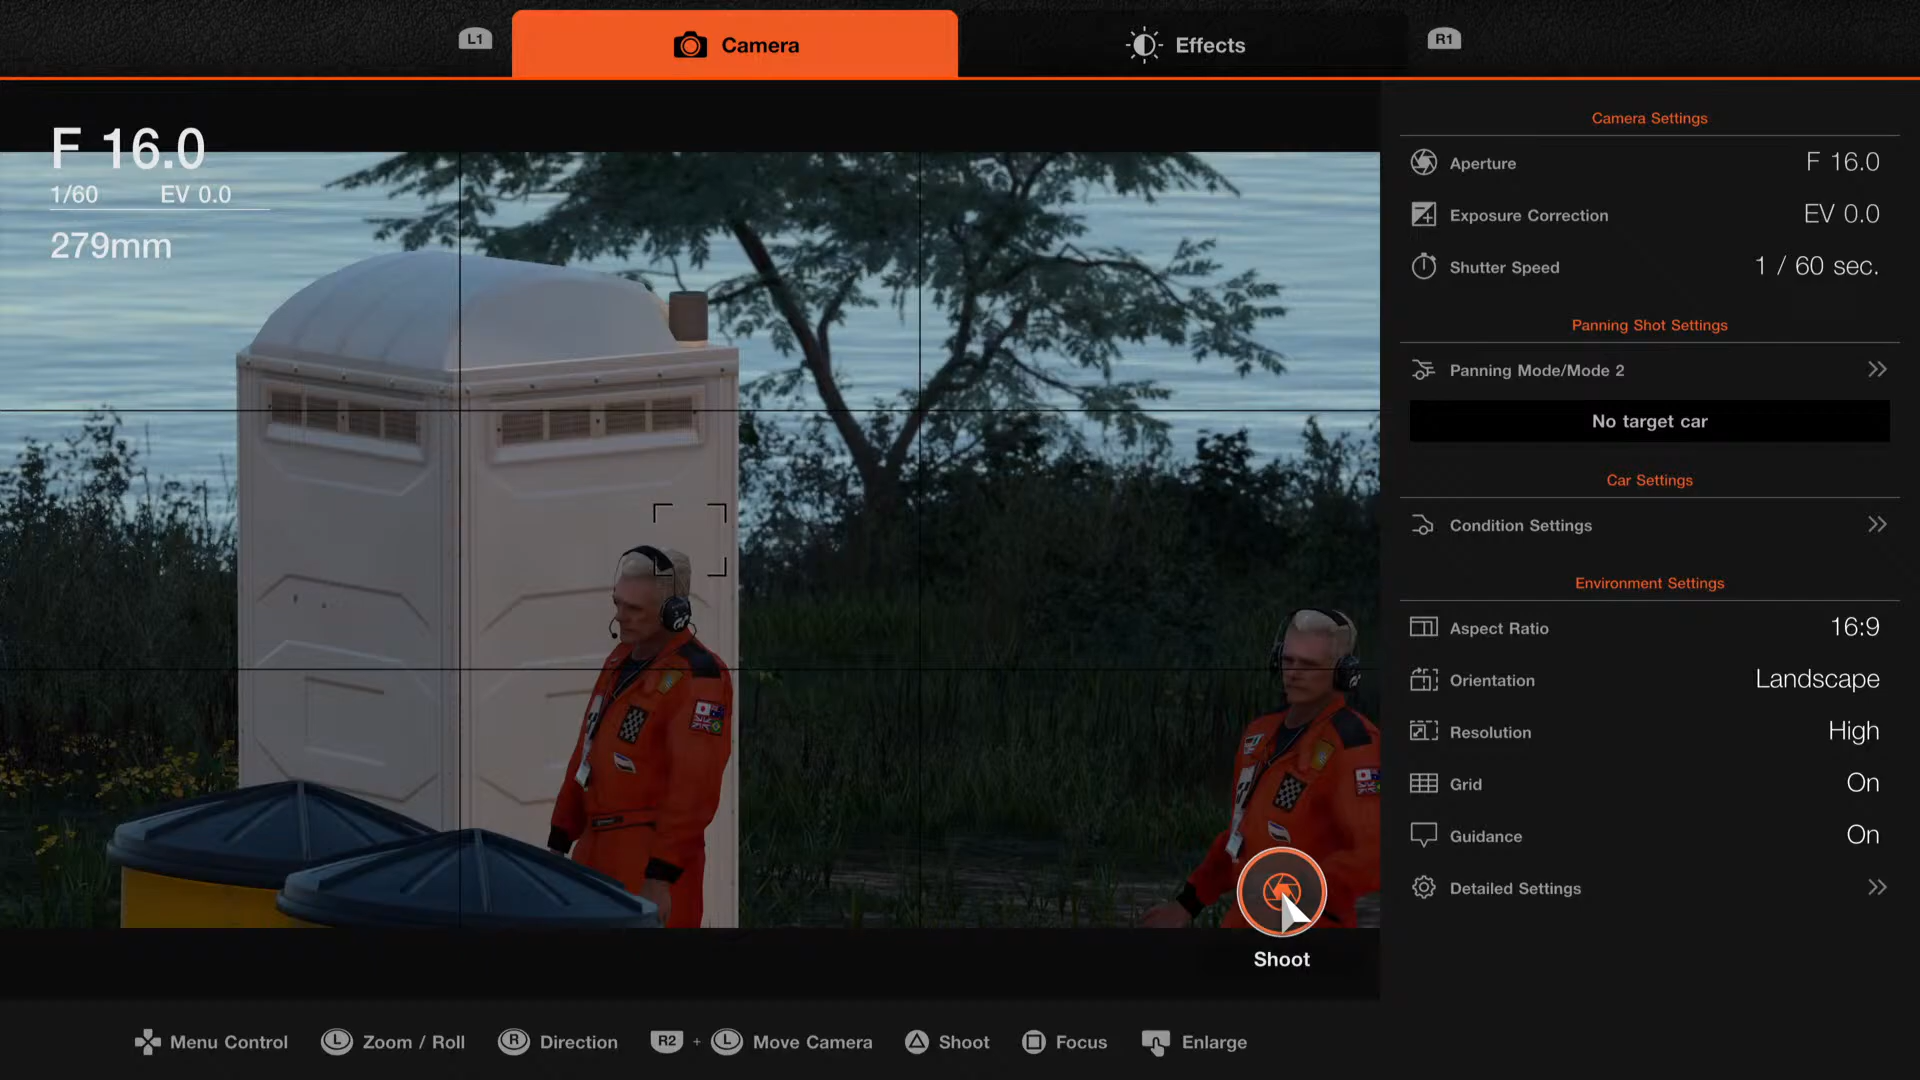 L1
Camera
Effects
R1
F 16.0
1/60 EV 0.0
279mm
Camera Settings
Aperture F 16.0
Exposure Correction EV 0.0
Shutter Speed 1 / 60 sec.
Panning Shot Settings
Panning Mode/Mode 2
No target car
Car Settings
Condition Settings
Environment Settings
Aspect Ratio 16:9
Orientation Landscape
Resolution High
Grid On
Guidance On
Detailed Settings
Shoot
Menu Control L Zoom / Roll R Direction R2 + L Move Camera Shoot Focus Enlarge